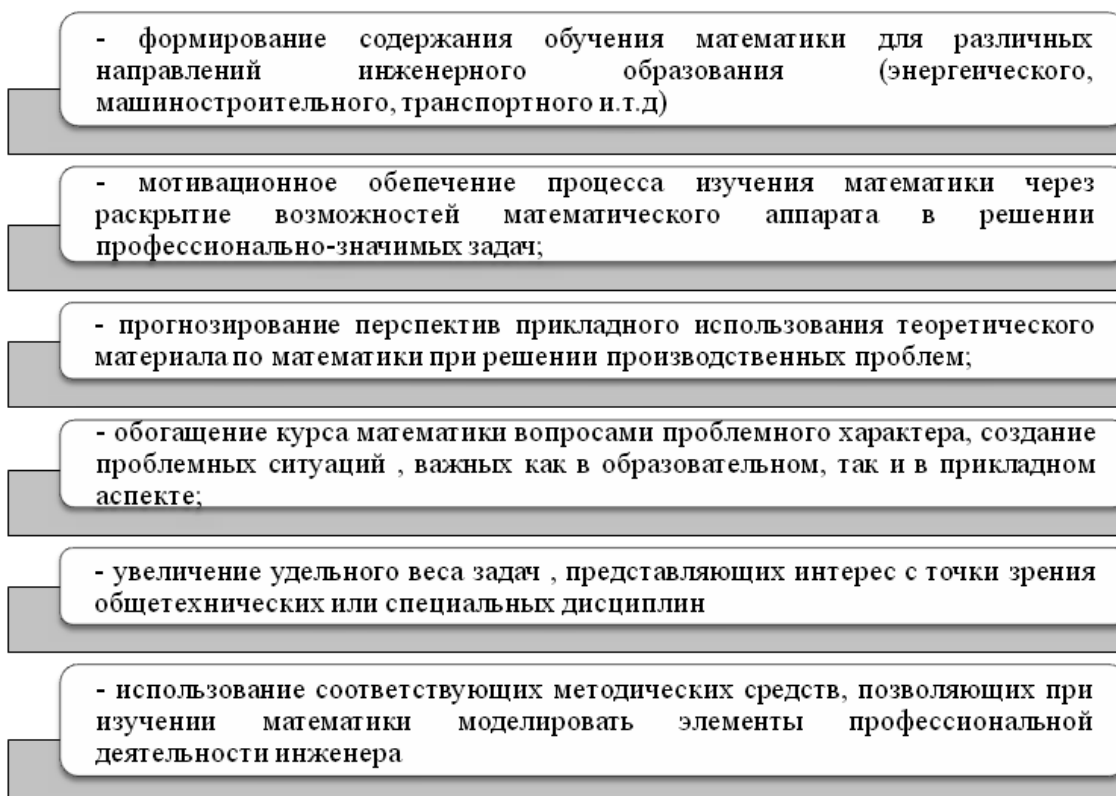 - формирование содержания обучения математики для различных
направлений инженерного образования (энергеического,
машиностроительного, транспортного и.т.д)
- мотивационное обепечение процесса изучения математики через
раскрытие возможностей математического аппарата в решении
профессионально-значимых задач;
- прогнозирование перспектив прикладного использования теоретического
материала по математики при решении производственных проблем;
- обогащение курса математики вопросами проблемного характера, создание
проблемных ситуаций , важных как в образовательном, так и в прикладном
аспекте;
- увеличение удельного веса задач , представляющих интерес с точки зрения
общетехнических или специальных дисциплин
- использование соответствующих методических средств, позволяющих при
изучении математики моделировать элементы профессиональной
деятельности инженера